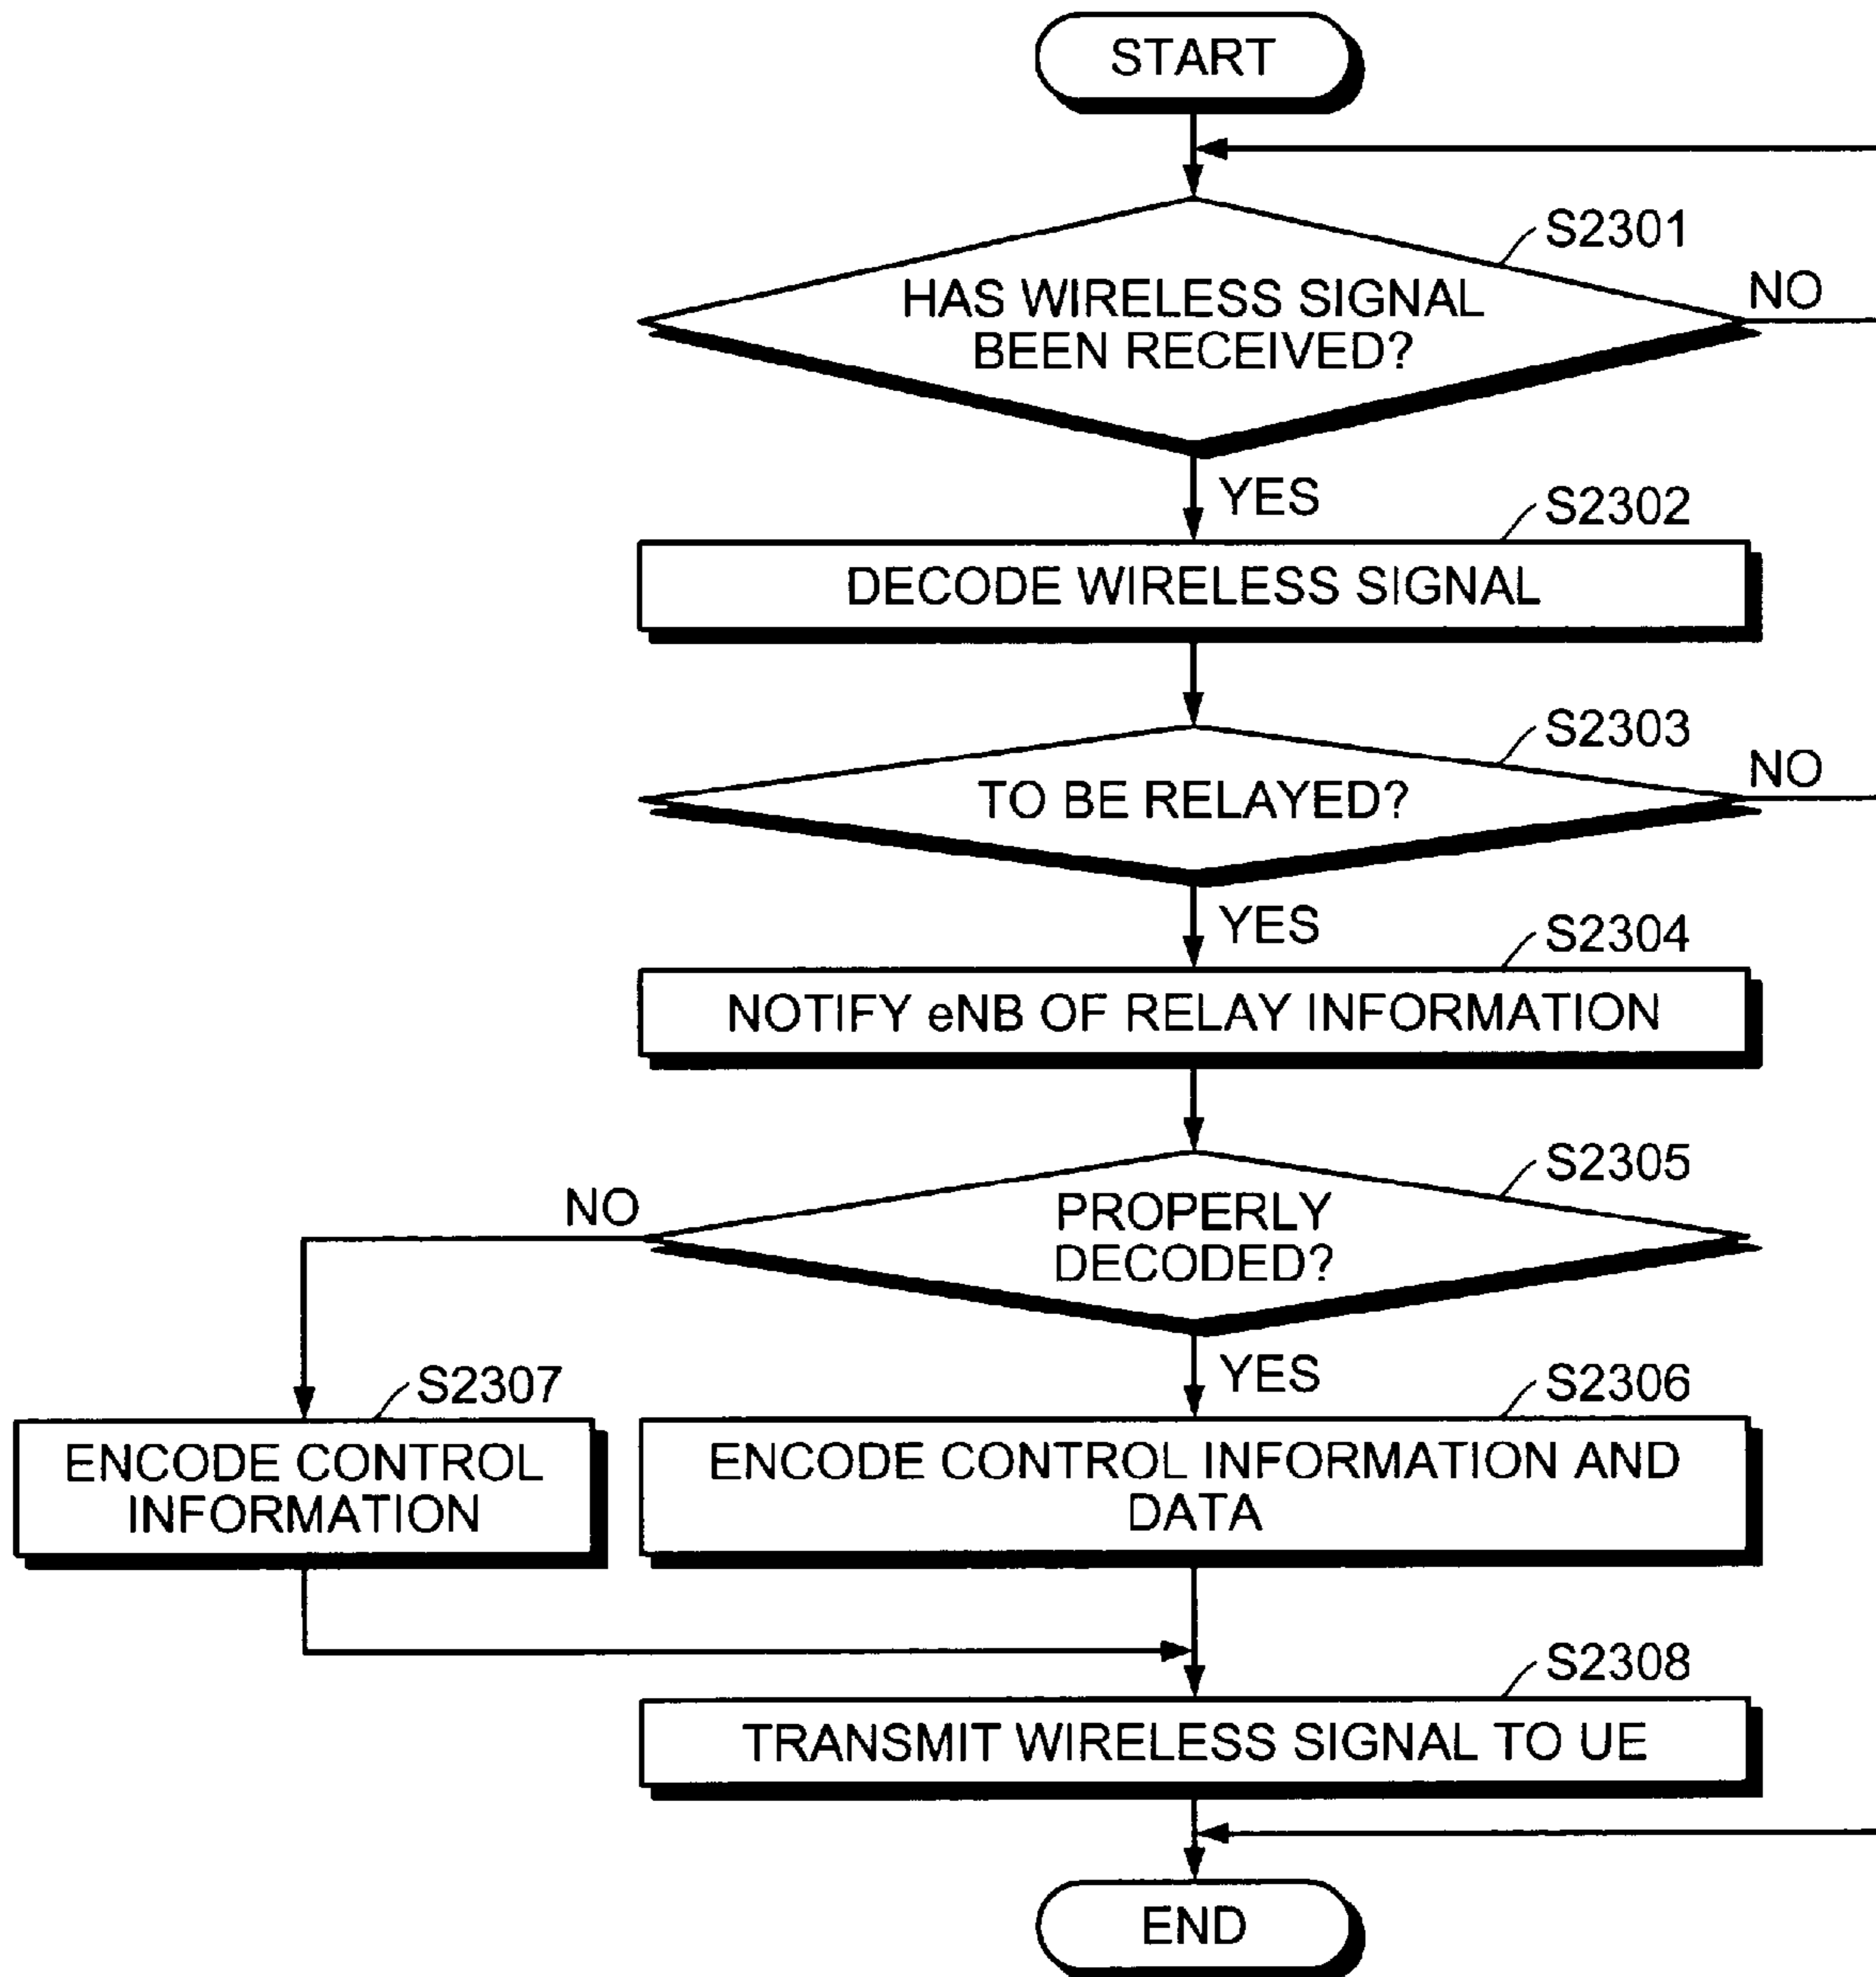 START
S2301
HAS WIRELESS SIGNAL
BEEN RECEIVED?
NO
YES
S2302
DECODE WIRELESS SIGNAL
S2303
TO BE RELAYED?
NO
YES
S2304
NOTIFY eNB OF RELAY INFORMATION
S2305
PROPERLY
DECODED?
NO
YES
S2307
ENCODE CONTROL
INFORMATION
S2306
ENCODE CONTROL INFORMATION AND
DATA
S2308
TRANSMIT WIRELESS SIGNAL TO UE
END